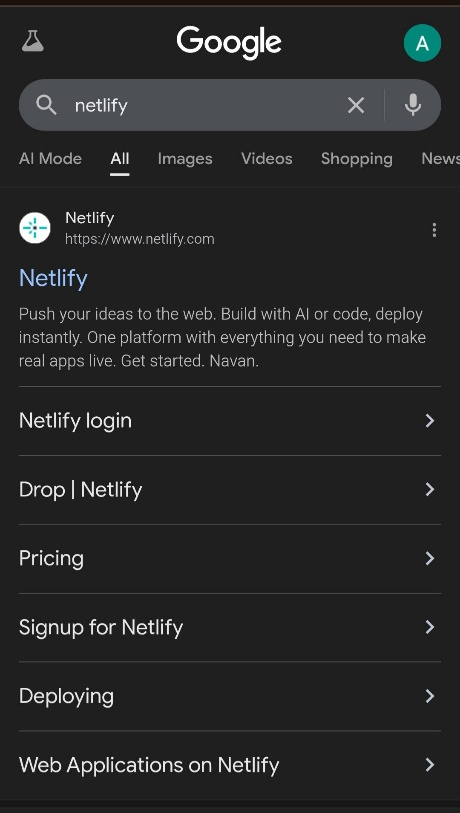 Google
A
netlify
AI Mode All Images Videos Shopping News
Netlify
https://www.netlify.com
Netlify
Push your ideas to the web. Build with AI or code, deploy
instantly. One platform with everything you need to make
real apps live. Get started. Navan.
Netlify login
Drop | Netlify
Pricing
Signup for Netlify
Deploying
Web Applications on Netlify